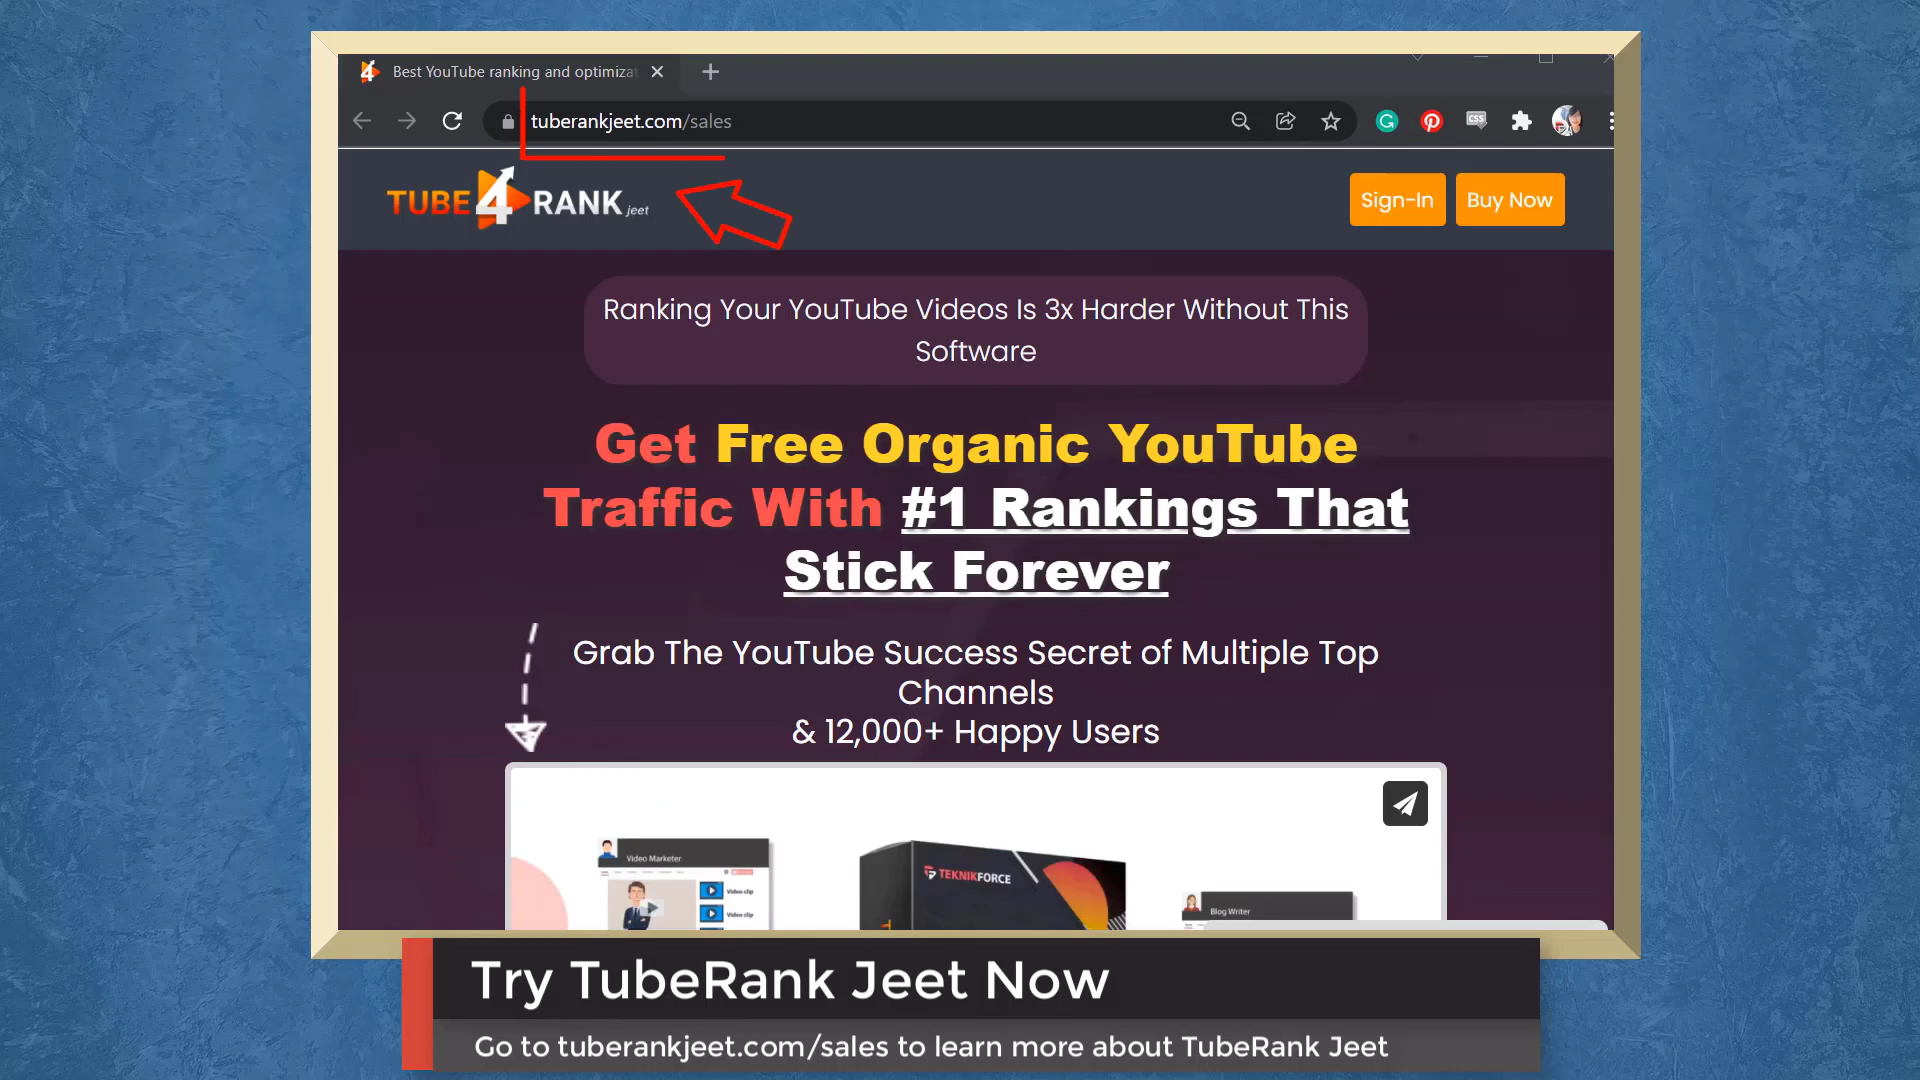 Best YouTube ranking and optimizat
tuberankjeet.com/sales
CSS
TUBE4RANK jeet
Sign-In
Buy Now
Ranking Your YouTube Videos Is 3x Harder Without This
Software
Get Free Organic YouTube
Traffic With #1 Rankings That
Stick Forever
Grab The YouTube Success Secret of Multiple Top
Channels
& 12,000+ Happy Users
Video Marketer
Video clip
Video clip
TEKNIKFORCE
Blog Writer
Try TubeRank Jeet Now
Go to tuberankjeet.com/sales to learn more about TubeRank Jeet